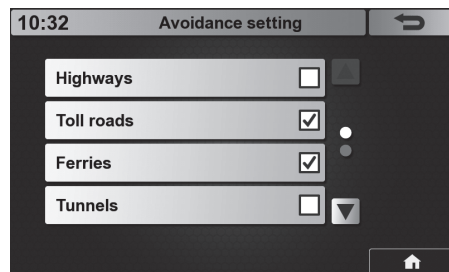 10:32 Avoidance setting
Highways
Toll roads
Ferries
Tunnels